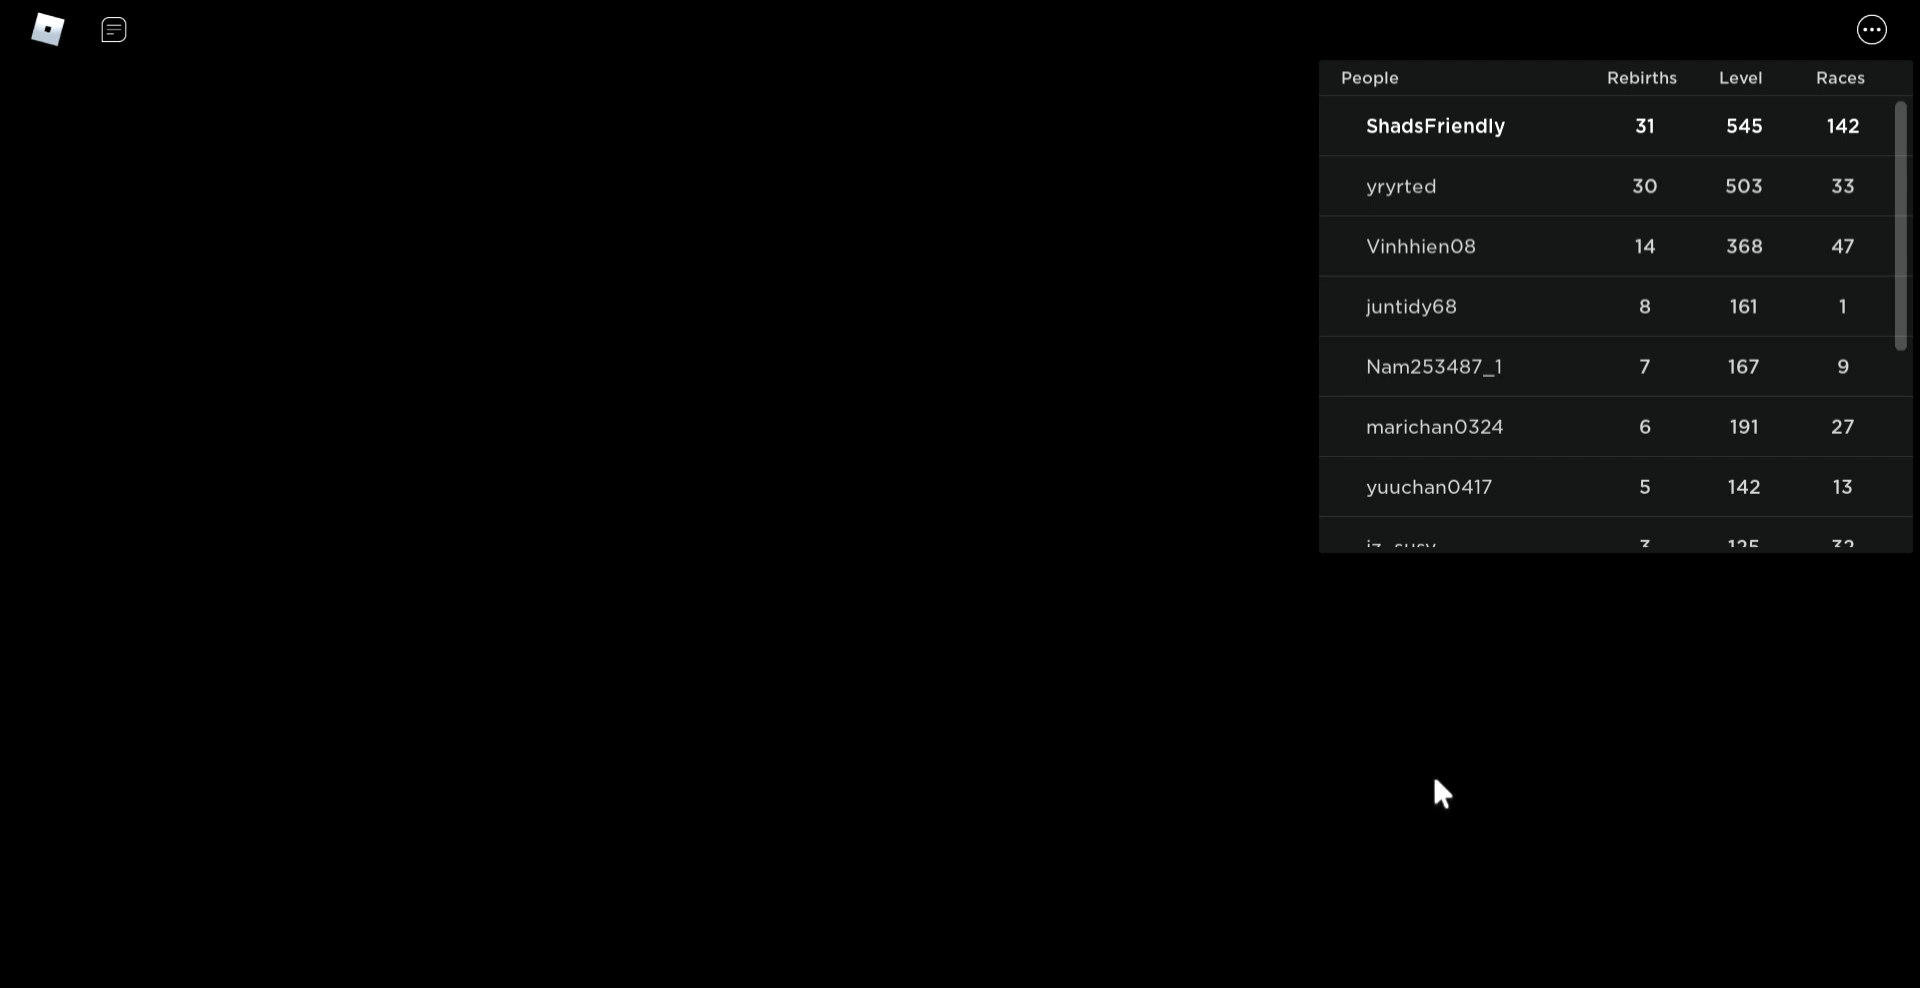 People Rebirths Level Races
ShadsFriendly 31 545 142
yryrted 30 503 33
Vinhhien08 14 368 47
juntidy68 8 161 1
Nam253487_1 7 167 9
marichan0324 6 191 27
yuuchan0417 5 142 13